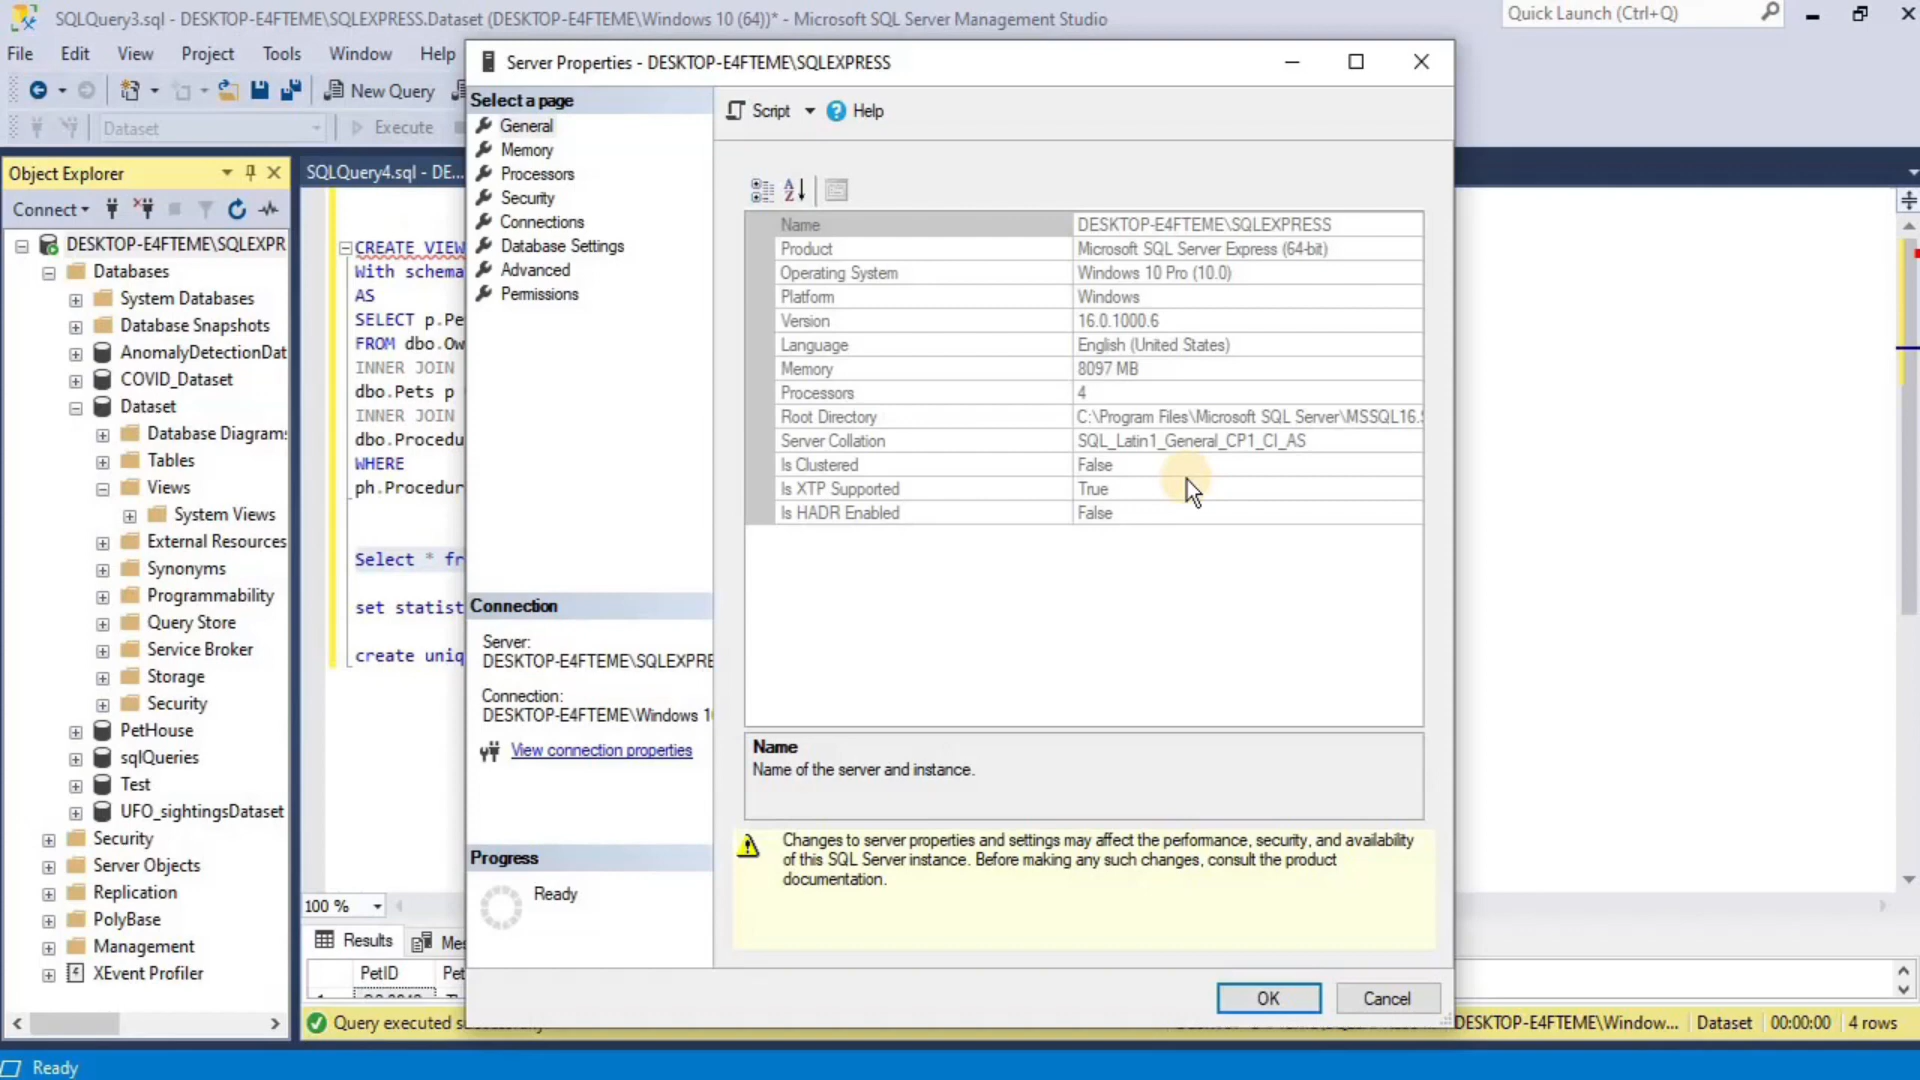 SQLQuery3.sql - DESKTOP-E4FTEME\SQLEXPRESS.Dataset (DESKTOP-E4FTEME\Windows 10 (64))* - Microsoft SQL Server Management Studio
Quick Launch (Ctrl+Q)
File Edit View Project Tools Window Help
New Query
Dataset
Execute
Object Explorer
Connect
DESKTOP-E4FTEME\SQLEXPR
Databases
System Databases
Database Snapshots
AnomalyDetectionDat
COVID_Dataset
Dataset
Database Diagram
Tables
Views
System Views
External Resources
Synonyms
Programmability
Query Store
Service Broker
Storage
Security
PetHouse
sqlQueries
Test
UFO_sightingsDataset
Security
Server Objects
Replication
PolyBase
Management
XEvent Profiler
SQLQuery4.sql - DE...
CREATE VIEW
With schema
AS
SELECT p.Pe
FROM dbo.Ow
INNER JOIN
dbo.Pets p
INNER JOIN
dbo.Procedu
WHERE
ph.Procedur
Select * fr
set statist
create uniq
100 %
Results
Mes
PetID Pet
Query executed
Server Properties - DESKTOP-E4FTEME\SQLEXPRESS
Select a page
General
Memory
Processors
Security
Connections
Database Settings
Advanced
Permissions
Connection
Server:
DESKTOP-E4FTEME\SQLEXPRE
Connection:
DESKTOP-E4FTEME\Windows 10
View connection properties
Progress
Ready
Script Help
Name DESKTOP-E4FTEME\SQLEXPRESS
Product Microsoft SQL Server Express (64-bit)
Operating System Windows 10 Pro (10.0)
Platform Windows
Version 16.0.1000.6
Language English (United States)
Memory 8097 MB
Processors 4
Root Directory C:\Program Files\Microsoft SQL Server\MSSQL16.
Server Collation SQL_Latin1_General_CP1_CI_AS
Is Clustered False
Is XTP Supported True
Is HADR Enabled False
Name
Name of the server and instance.
Changes to server properties and settings may affect the performance, security, and availability
of this SQL Server instance. Before making any such changes, consult the product
documentation.
OK Cancel
DESKTOP-E4FTEME\Window... Dataset 00:00:00 4 rows
Ready